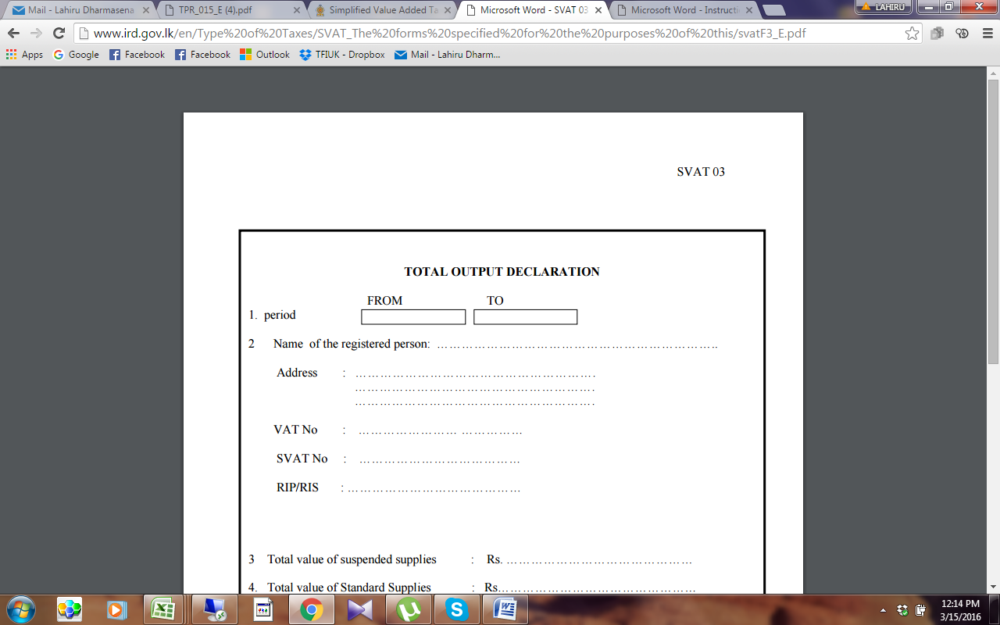 Mail - Lahiru Dharmasena
TPR_015_E (4).pdf
Simplified Value Added Ta
Microsoft Word - SVAT 03
Microsoft Word - Instructi
LAHIRU
www.ird.gov.lk/en/Type%20of%20Taxes/SVAT_The%20forms%20specified%20for%20the%20purposes%20of%20this/svatF3_E.pdf
Apps Google Facebook Facebook Outlook TFIUK - Dropbox Mail - Lahiru Dharm...
SVAT 03
TOTAL OUTPUT DECLARATION
FROM TO
1. period
2 Name of the registered person: ……………………………………………………………..
Address : …………………………………………………….
…………………………………………………….
…………………………………………………….
VAT No : …………………… ……………
SVAT No : …………………………………
RIP/RIS : ……………………………………
3 Total value of suspended supplies : Rs. ………………………………………
4. Total value of Standard Supplies : Rs…………………………………………
12:14 PM
3/15/2016